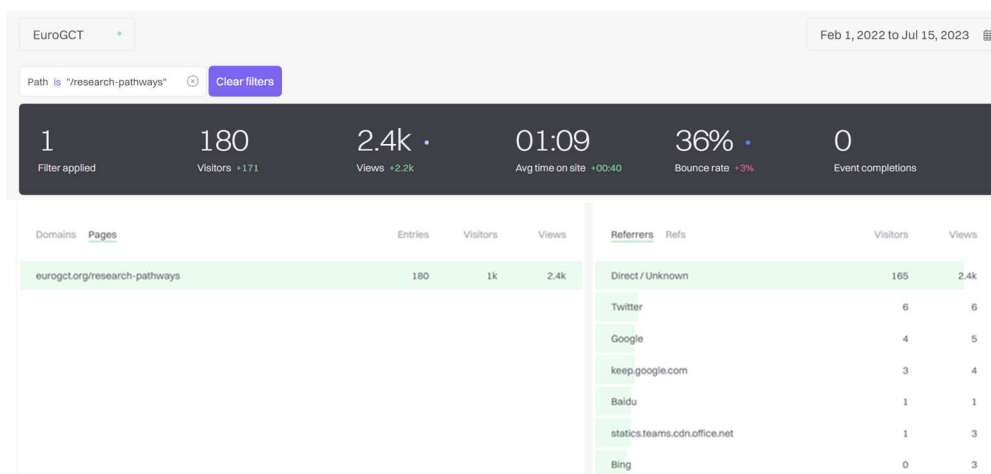 EuroGCT
Feb 1, 2022 to Jul 15, 2023
Path is "/research-pathways" Clear filters
1 180 2.4k 01:09 36% 0
Filter applied Visitors +171 Views +2.2k Avg time on site +00:40 Bounce rate +3% Event completions
Domains Pages Entries Visitors Views
eurogct.org/research-pathways 180 1k 2.4k
Referrers Refs Visitors Views
Direct / Unknown 165 2.4k
Twitter 6 6
Google 4 5
keep.google.com 3 4
Baidu 1 1
statics.teams.cdn.office.net 1 3
Bing 0 3